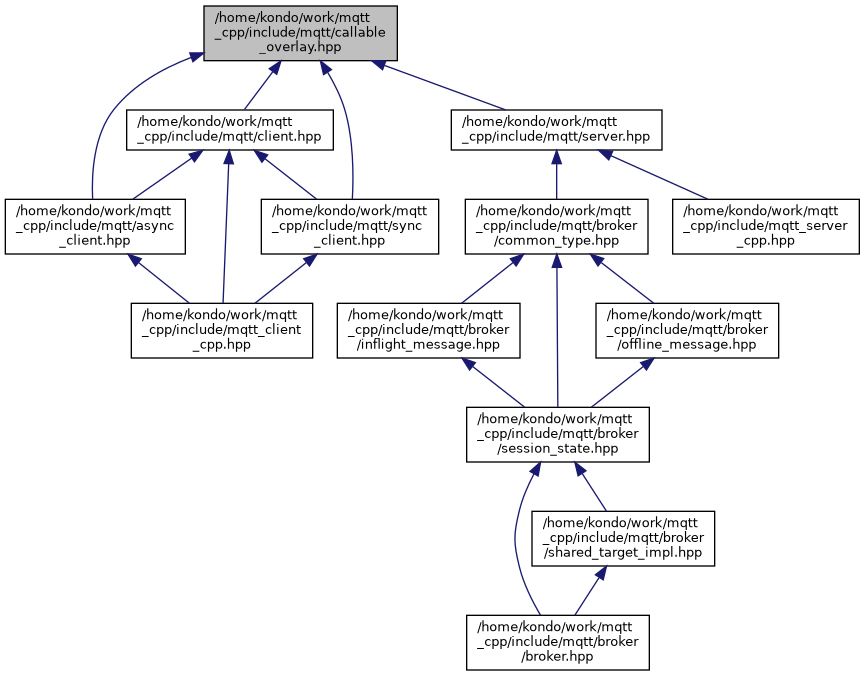 /home/kondo/work/mqtt
_cpp/include/mqtt/callable
_overlay.hpp
/home/kondo/work/mqtt
_cpp/include/mqtt/client.hpp
/home/kondo/work/mqtt
_cpp/include/mqtt/server.hpp
/home/kondo/work/mqtt
_cpp/include/mqtt/async
_client.hpp
/home/kondo/work/mqtt
_cpp/include/mqtt/sync
_client.hpp
/home/kondo/work/mqtt
_cpp/include/mqtt/broker
/common_type.hpp
/home/kondo/work/mqtt
_cpp/include/mqtt_server
_cpp.hpp
/home/kondo/work/mqtt
_cpp/include/mqtt_client
_cpp.hpp
/home/kondo/work/mqtt
_cpp/include/mqtt/broker
/inflight_message.hpp
/home/kondo/work/mqtt
_cpp/include/mqtt/broker
/offline_message.hpp
/home/kondo/work/mqtt
_cpp/include/mqtt/broker
/session_state.hpp
/home/kondo/work/mqtt
_cpp/include/mqtt/broker
/shared_target_impl.hpp
/home/kondo/work/mqtt
_cpp/include/mqtt/broker
/broker.hpp